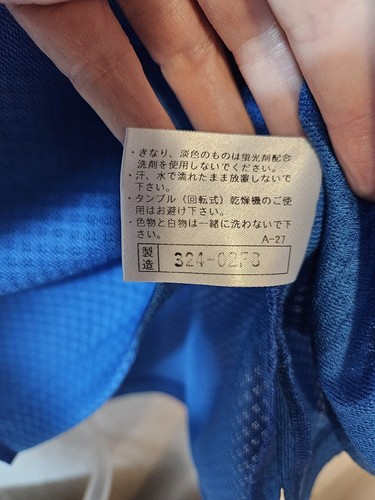 ・きなり、淡色のものは蛍光剤配合
洗剤を使用しないでください。
・汗、水で濡れたまま放置しないで
下さい。
・タンブル（回転式）乾燥機のご使
用はお避け下さい。
・色物と白物は一緒に洗わないで下
さい。
A-27
製造 324-02F3